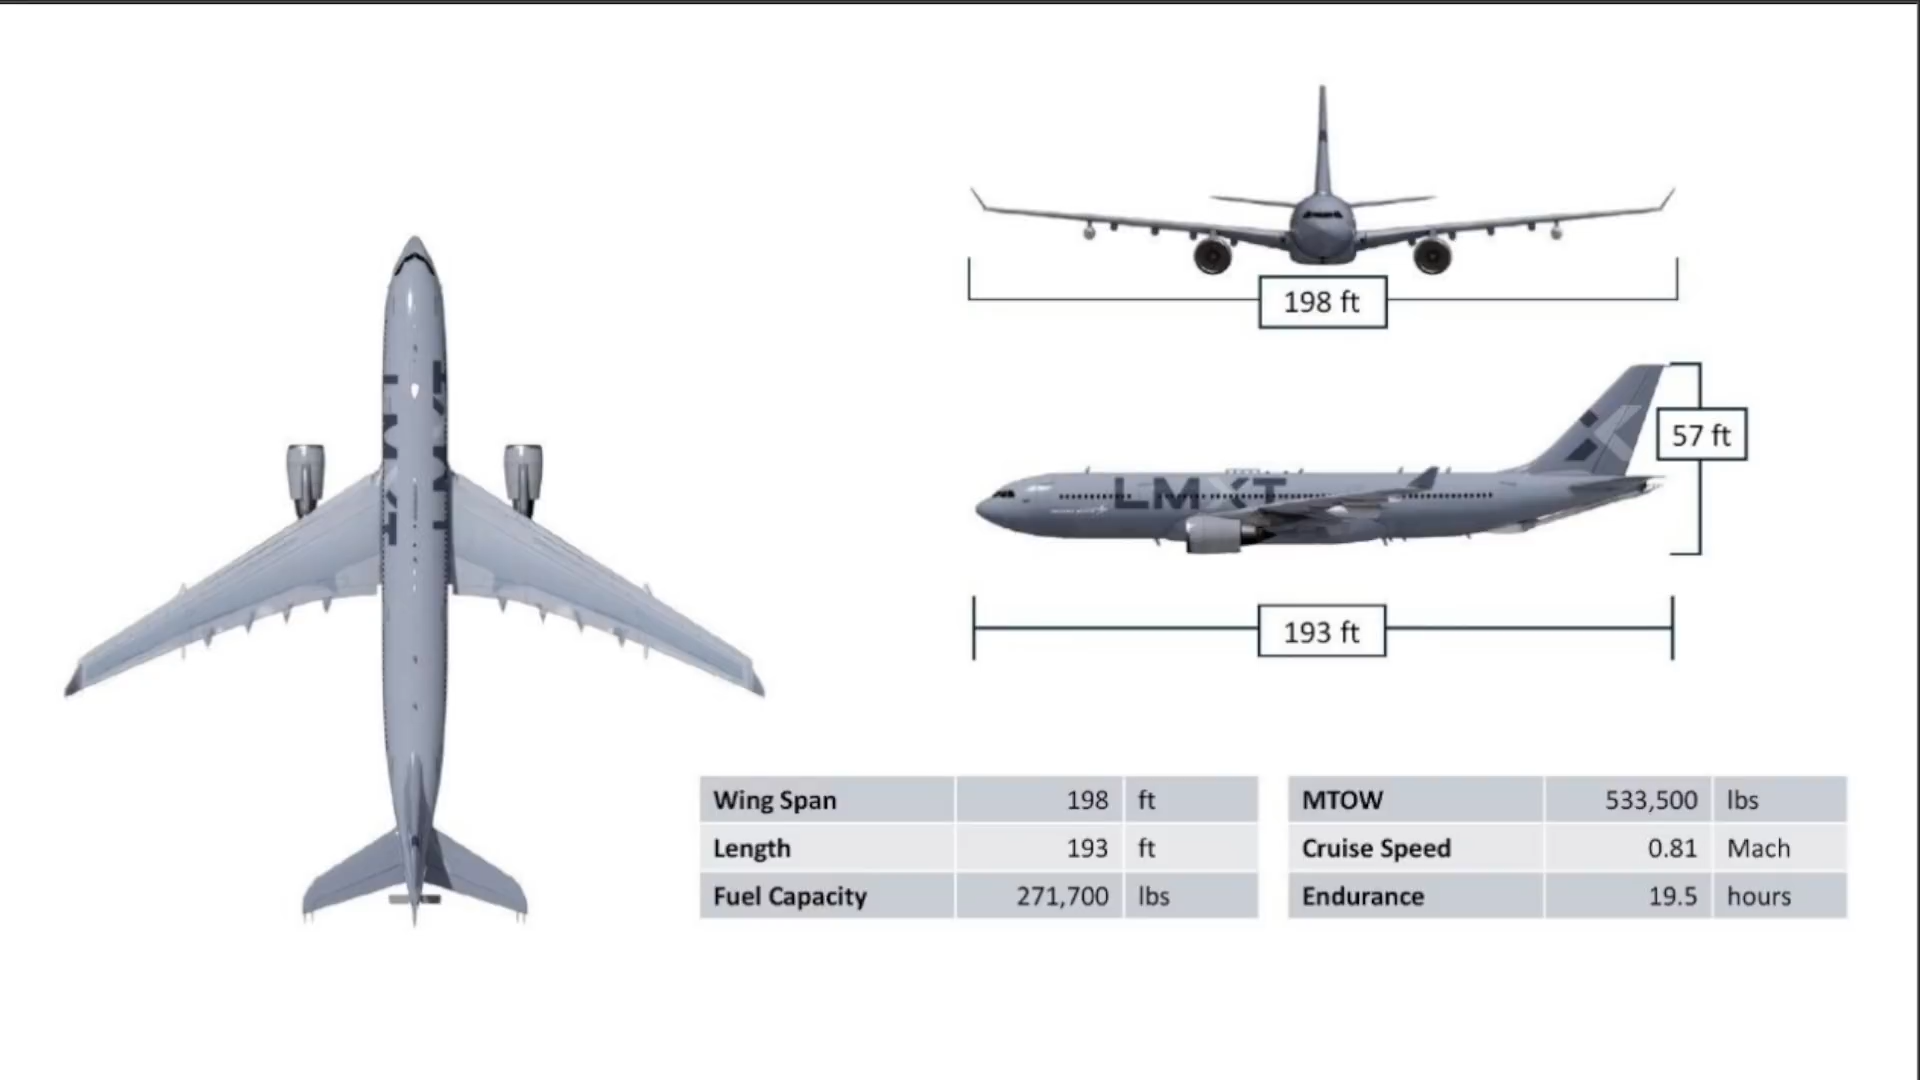 198 ft
57 ft
LMXT
193 ft
Wing Span 198 ft
Length 193 ft
Fuel Capacity 271,700 lbs
MTOW 533,500 lbs
Cruise Speed 0.81 Mach
Endurance 19.5 hours